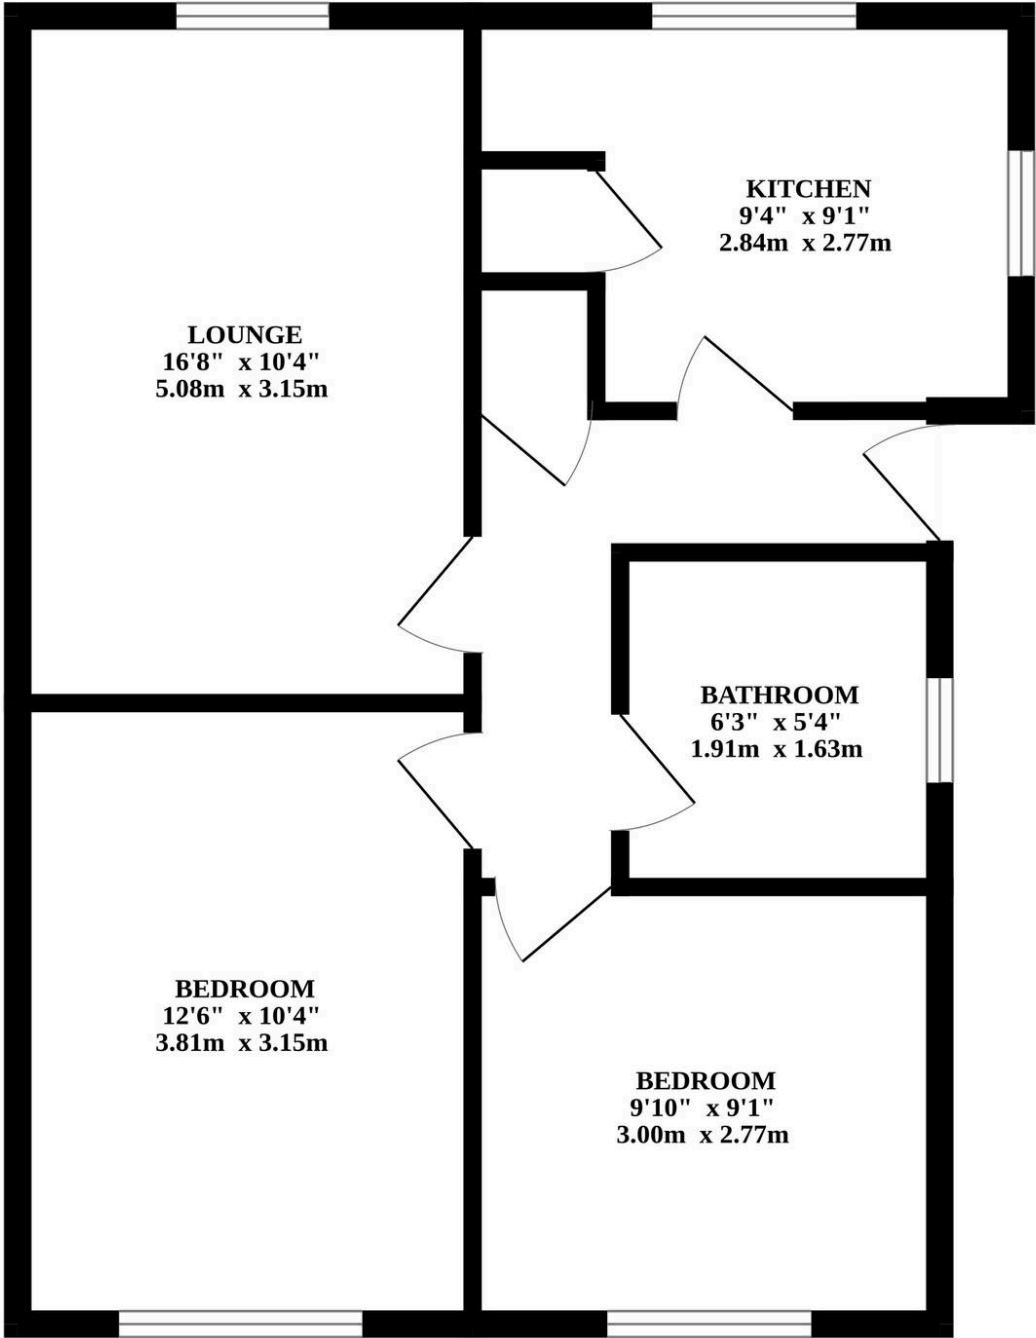 KITCHEN
9'4" x 9'1"
2.84m x 2.77m
LOUNGE
16'8" x 10'4"
5.08m x 3.15m
BATHROOM
6'3" x 5'4"
1.91m x 1.63m
BEDROOM
12'6" x 10'4"
3.81m x 3.15m
BEDROOM
9'10" x 9'1"
3.00m x 2.77m